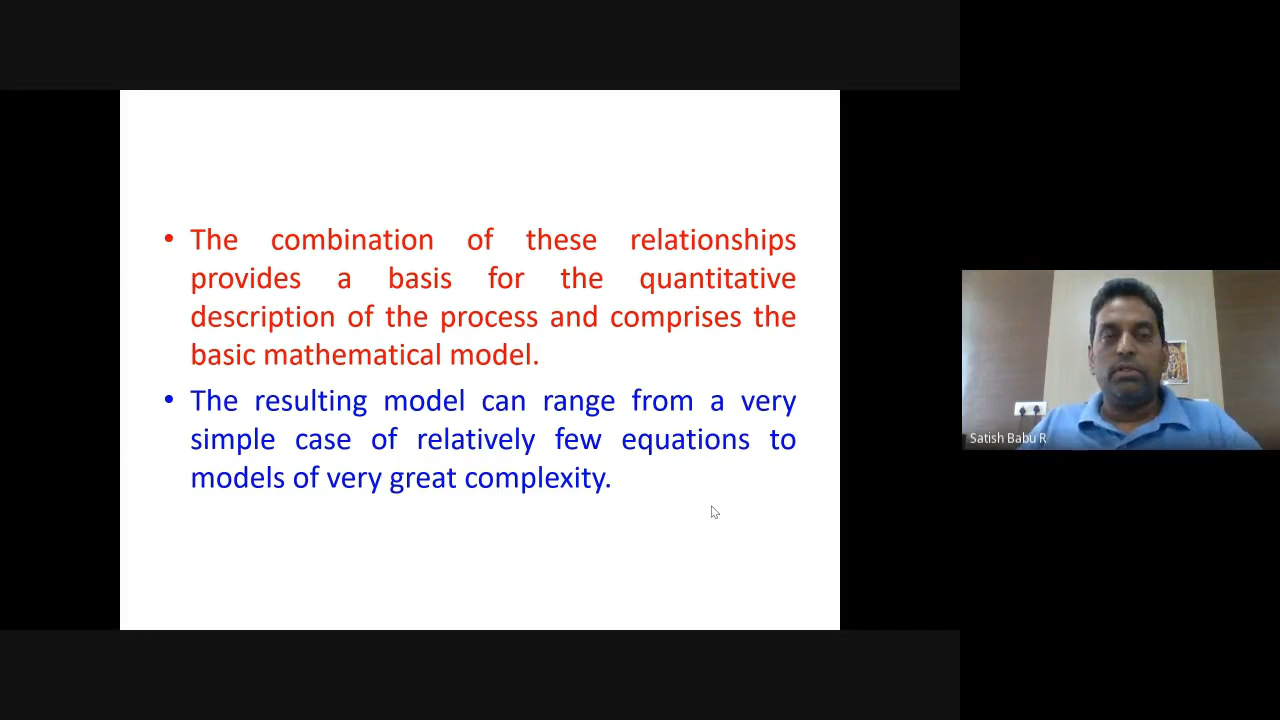 • The combination of these relationships
provides a basis for the quantitative
description of the process and comprises the
basic mathematical model.
• The resulting model can range from a very
simple case of relatively few equations to
models of very great complexity.
Satish Babu R